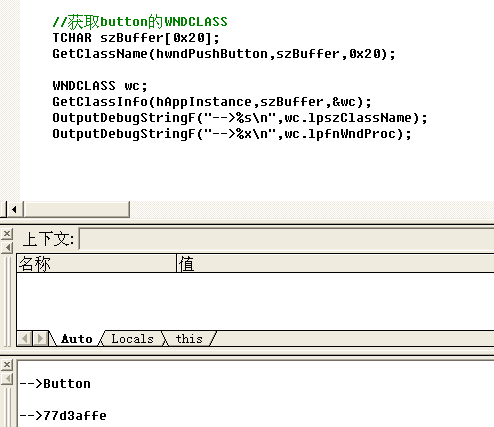 //获取button的WNDCLASS
TCHAR szBuffer[0x20];
GetClassName(hwndPushButton,szBuffer,0x20);
WNDCLASS wc;
GetClassInfo(hAppInstance,szBuffer,&wc);
OutputDebugStringF("-->%s\n",wc.lpszClassName);
OutputDebugStringF("-->%x\n",wc.lpfnWndProc);
上下文:
名称 值
Auto Locals this
-->Button
-->77d3affe